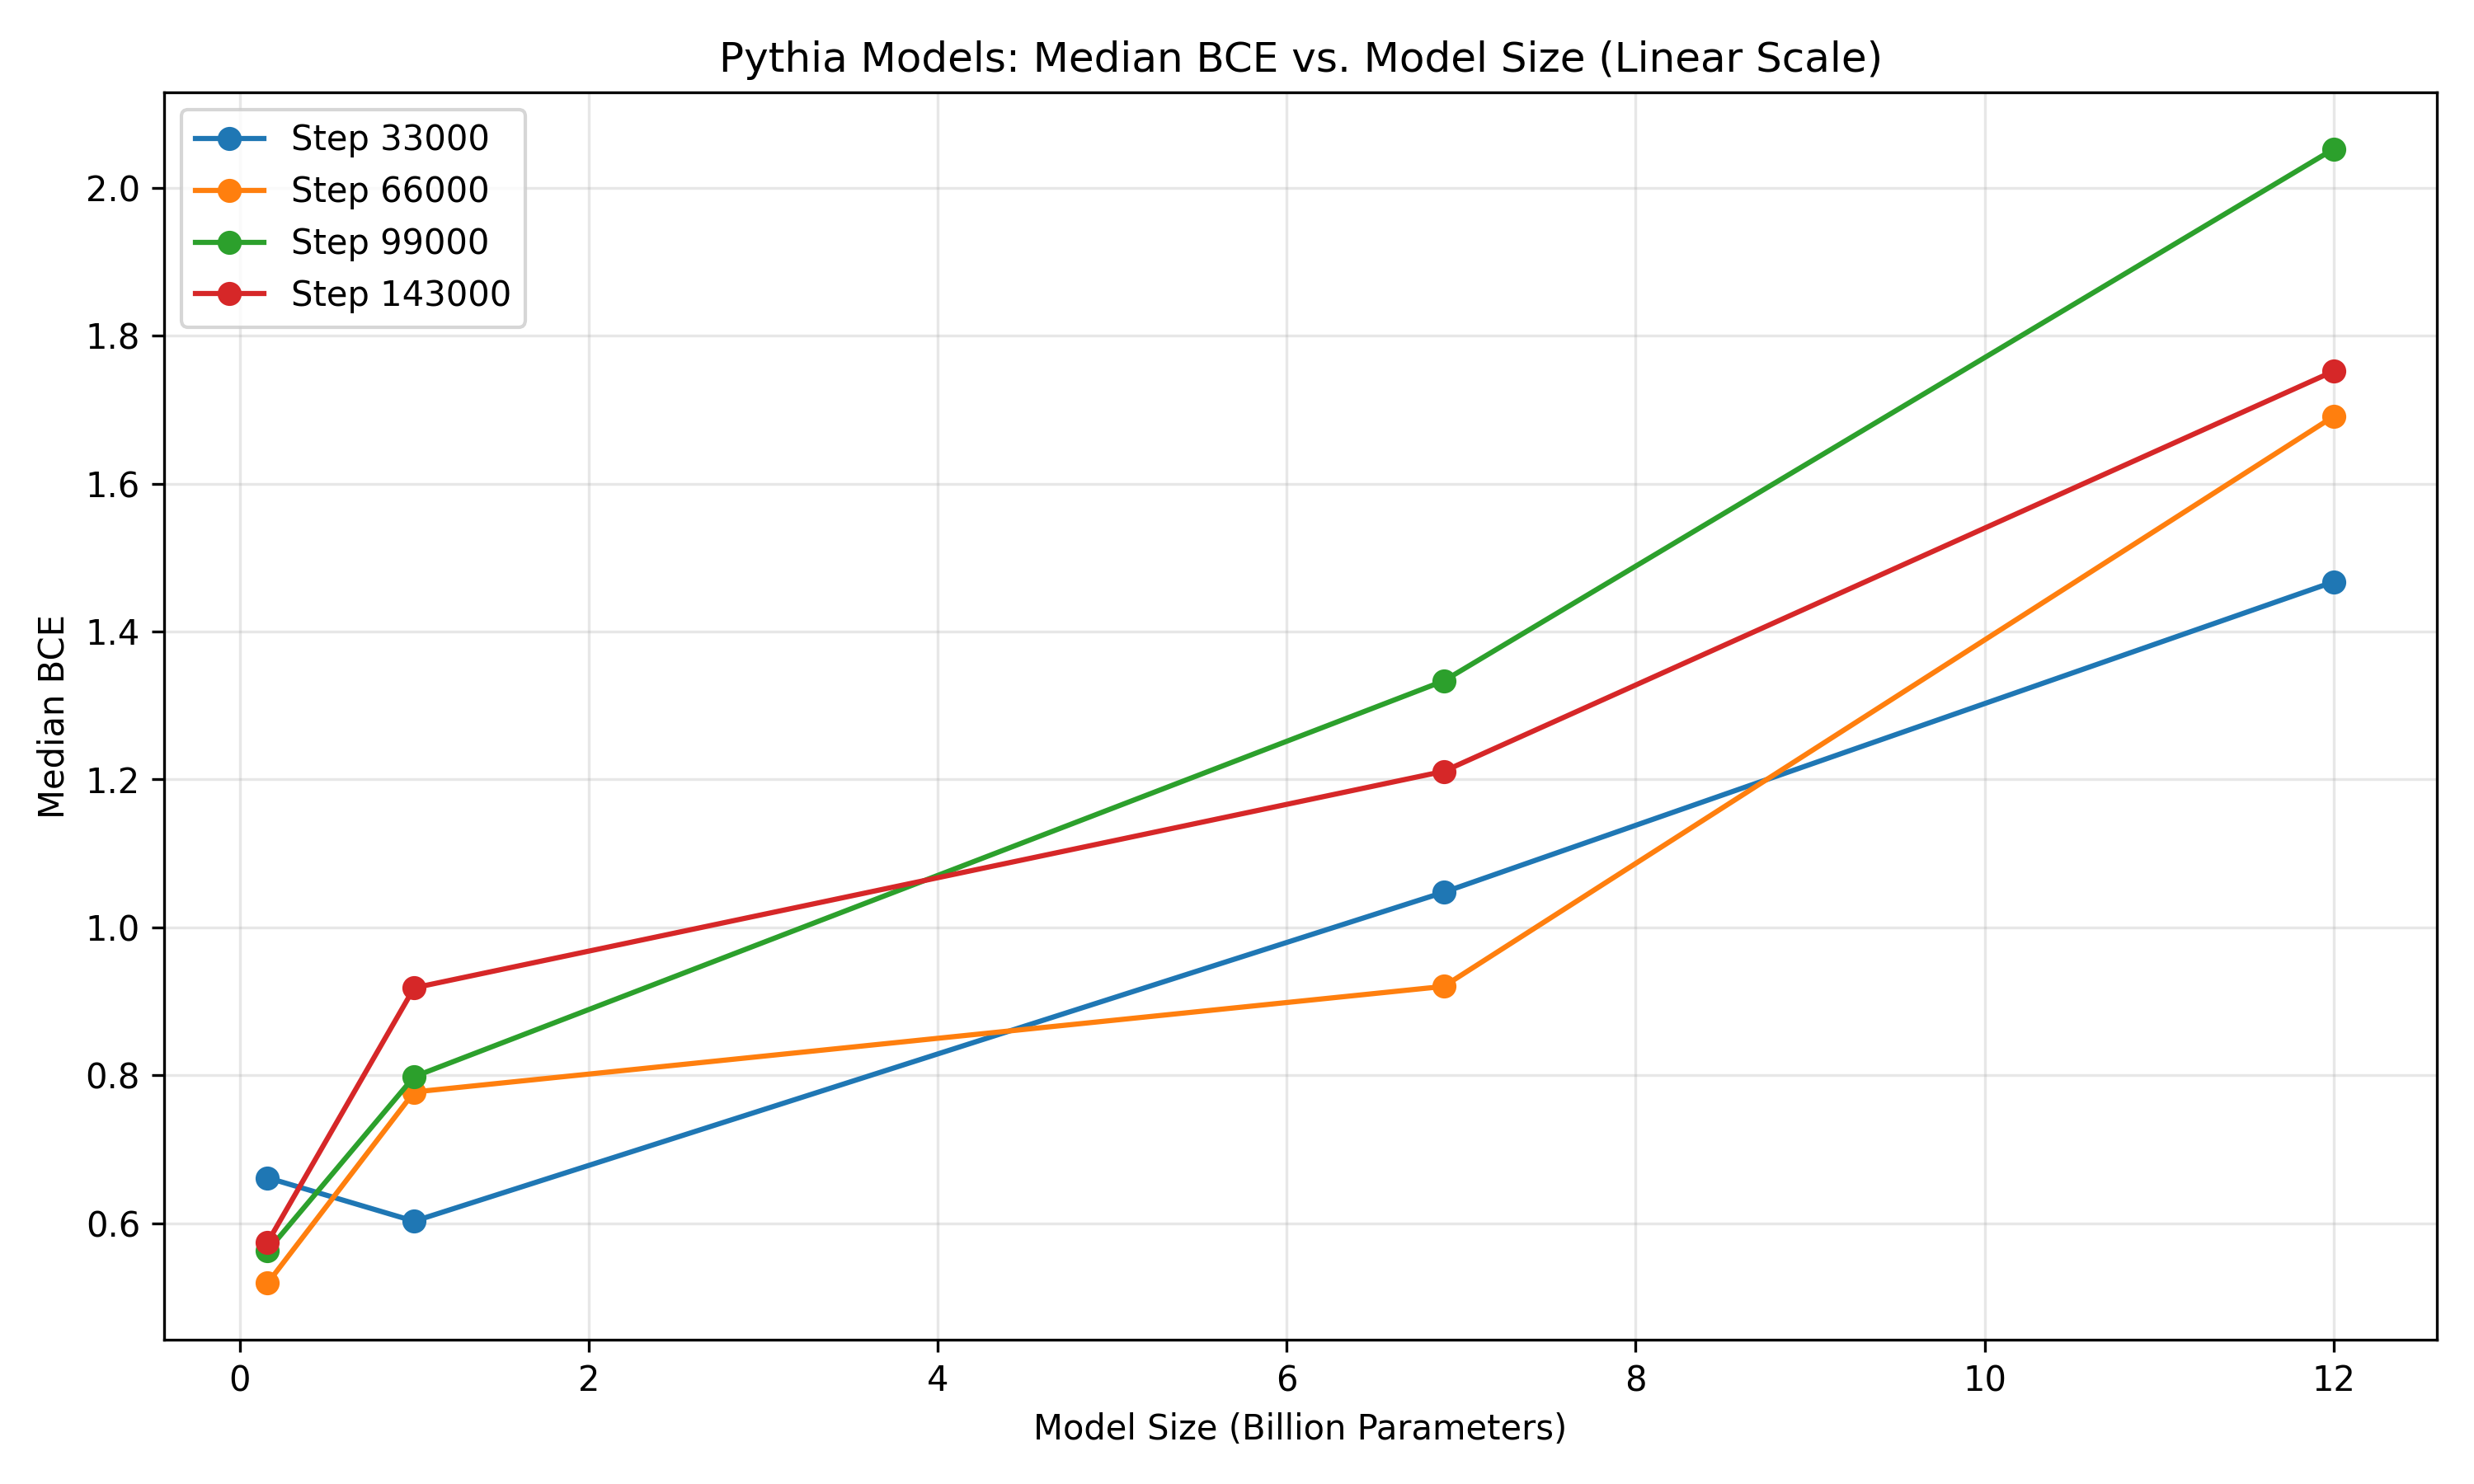 Pythia Models: Median BCE vs. Model Size (Linear Scale)
Step 33000
Step 66000
Step 99000
Step 143000
2.0
1.8
1.6
1.4
1.2
1.0
0.8
0.6
Median BCE
0 2 4 6 8 10 12
Model Size (Billion Parameters)